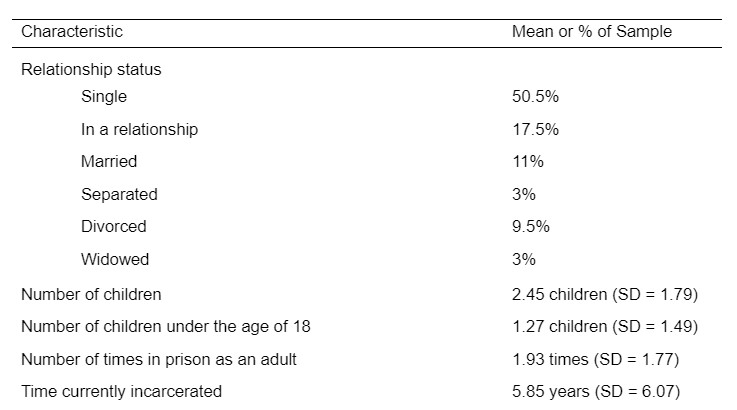 Characteristic Mean or % of Sample
Relationship status
Single 50.5%
In a relationship 17.5%
Married 11%
Separated 3%
Divorced 9.5%
Widowed 3%
Number of children 2.45 children (SD = 1.79)
Number of children under the age of 18 1.27 children (SD = 1.49)
Number of times in prison as an adult 1.93 times (SD = 1.77)
Time currently incarcerated 5.85 years (SD = 6.07)